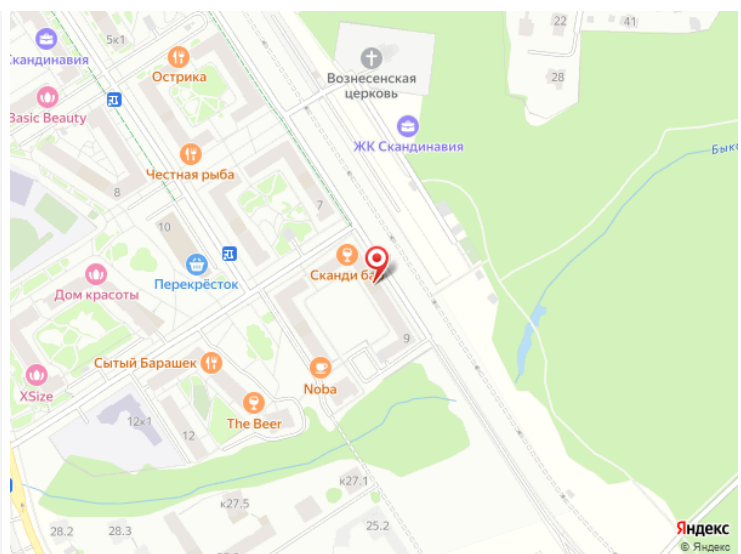 22
41
5к1
Скандинавия
Острика
Вознесенская
церковь
28
Basic Beauty
ЖК Скандинавия
Честная рыба
Бык
8
7
10
Перекрёсток
Сканди ба
Дом красоты
9
Сытый Барашек
Noba
XSize
The Beer
12к1
12
к27.1
к27.5
28.2
28.3
25.2
Яндекс
© Яндекс